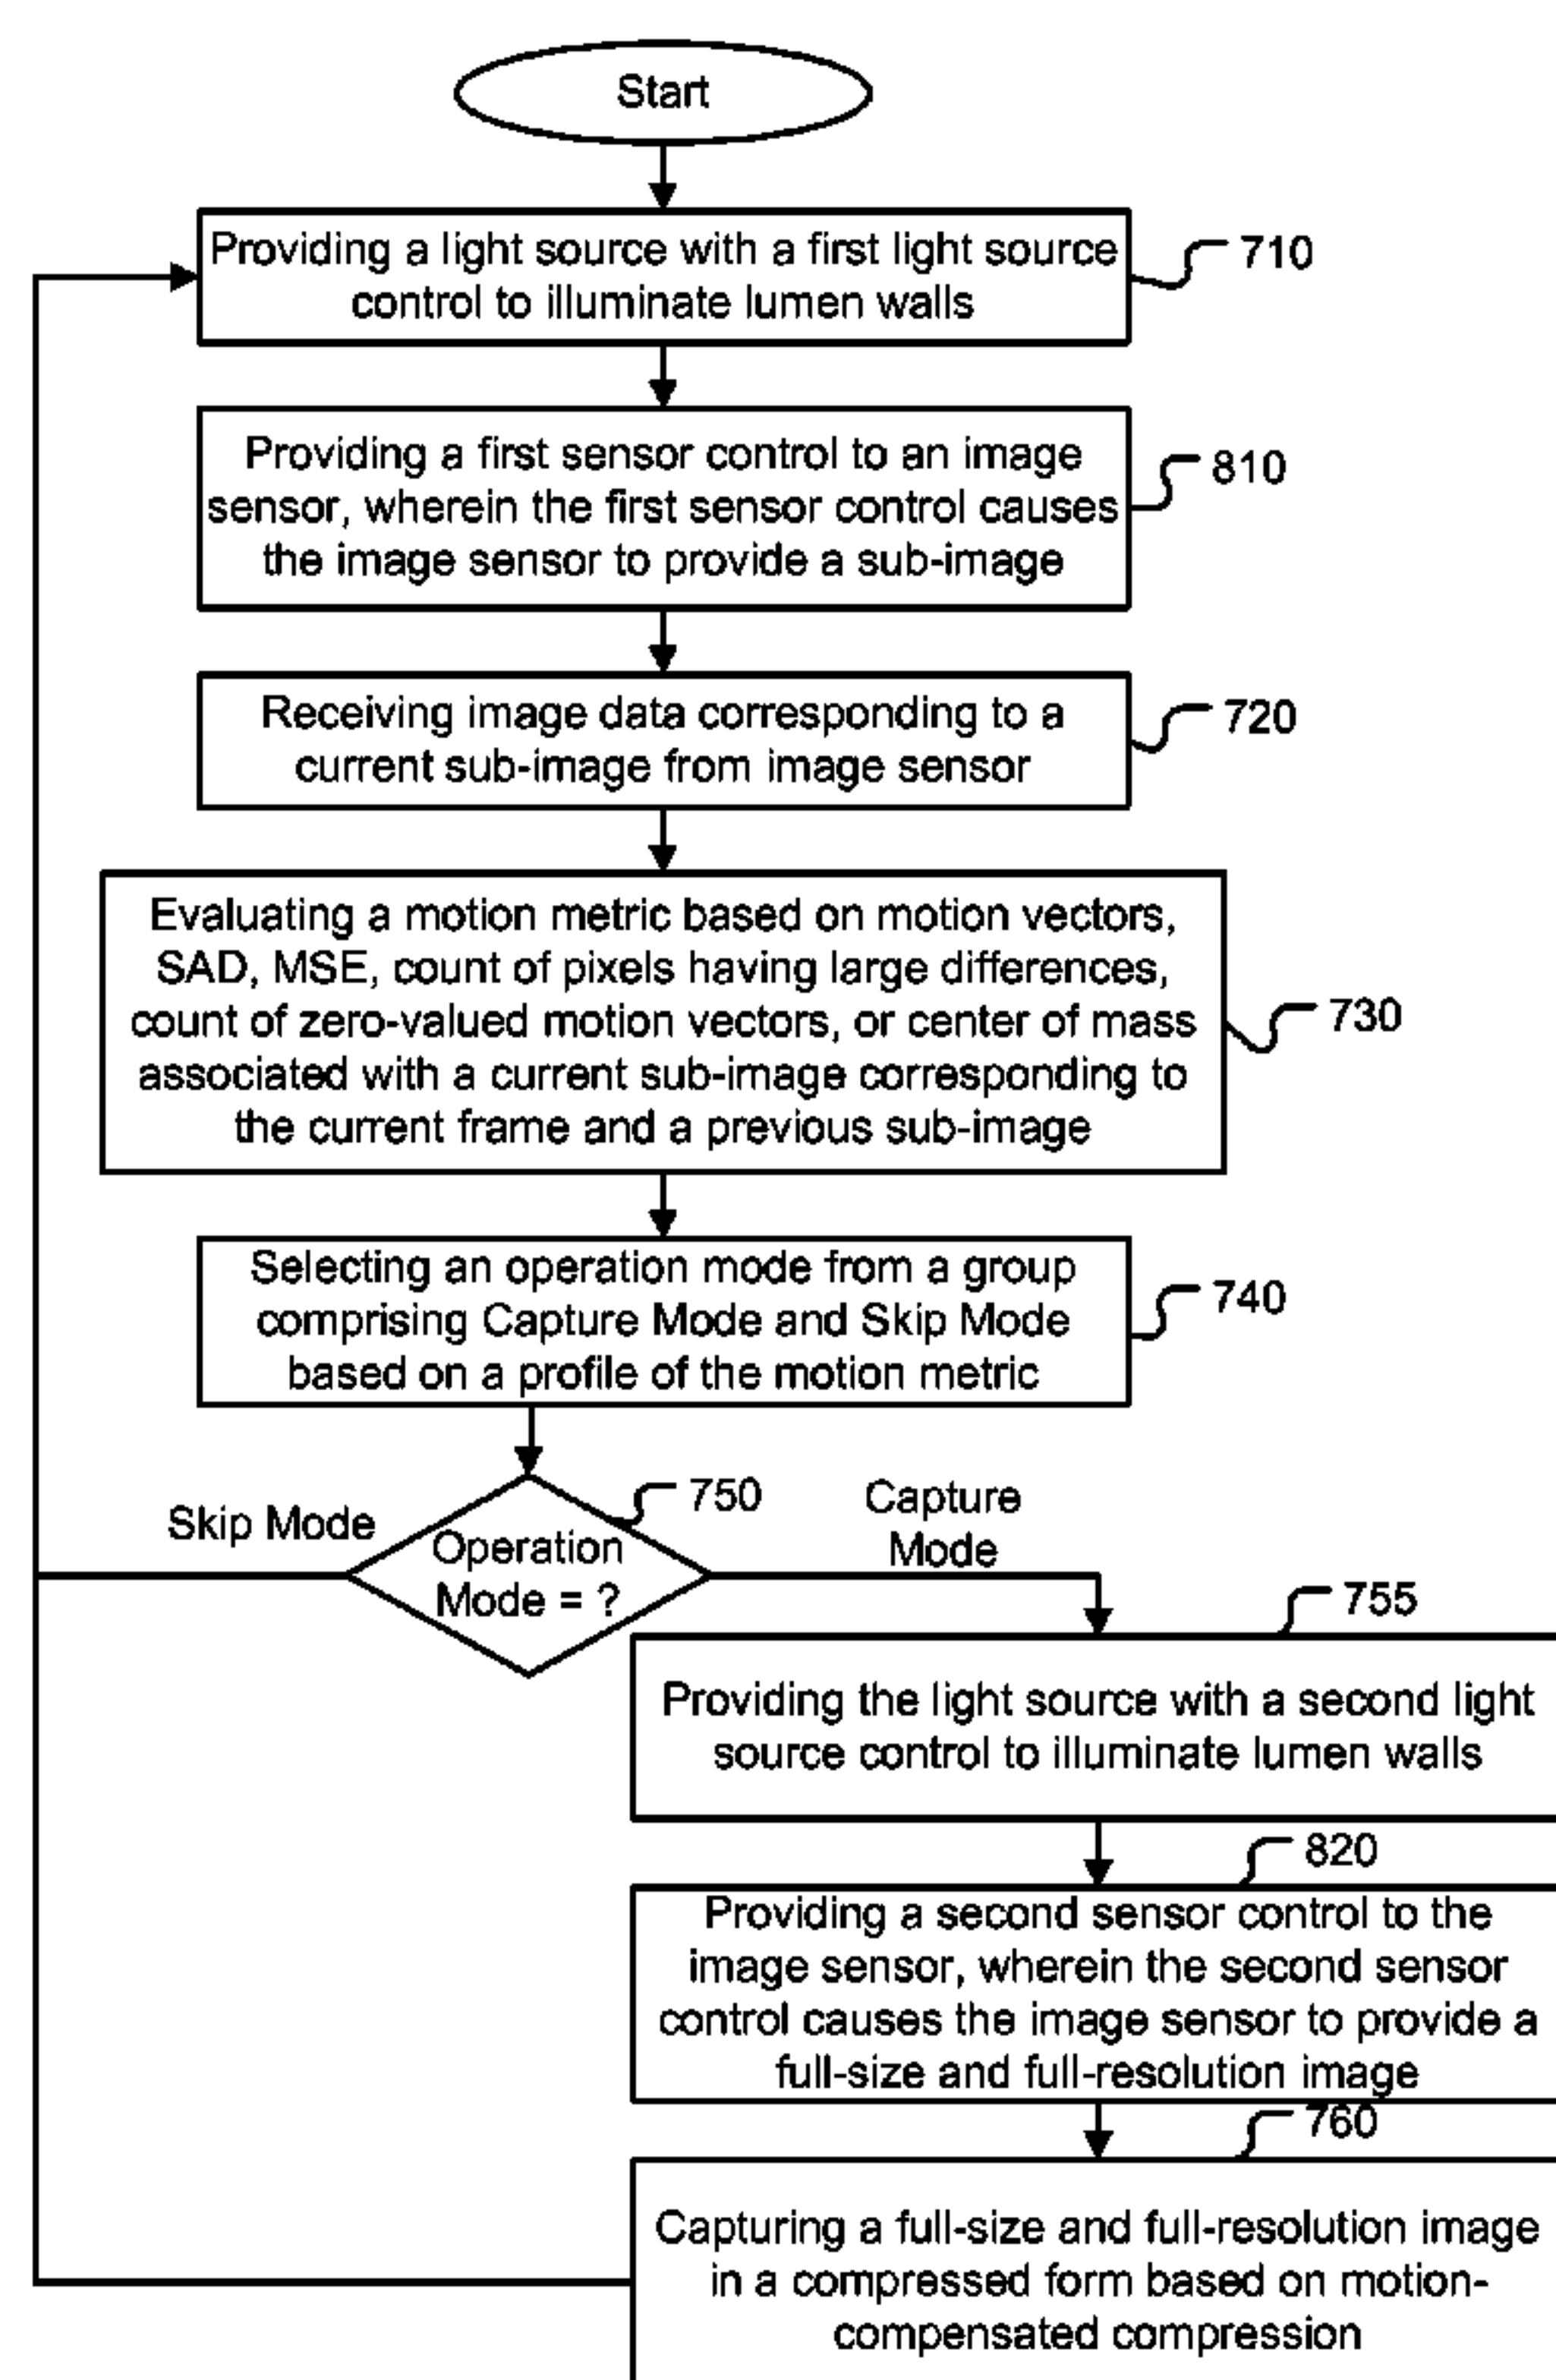 Start
Providing a light source with a first light source
control to illuminate lumen walls
710
Providing a first sensor control to an image
sensor, wherein the first sensor control causes
the image sensor to provide a sub-image
810
Receiving image data corresponding to a
current sub-image from image sensor
720
Evaluating a motion metric based on motion vectors,
SAD, MSE, count of pixels having large differences,
count of zero-valued motion vectors, or center of mass
associated with a current sub-image corresponding to
the current frame and a previous sub-image
730
Selecting an operation mode from a group
comprising Capture Mode and Skip Mode
based on a profile of the motion metric
740
Skip Mode
Operation
Mode = ?
750
Capture
Mode
755
Providing the light source with a second light
source control to illuminate lumen walls
820
Providing a second sensor control to the
image sensor, wherein the second sensor
control causes the image sensor to provide a
full-size and full-resolution image
760
Capturing a full-size and full-resolution image
in a compressed form based on motion-
compensated compression